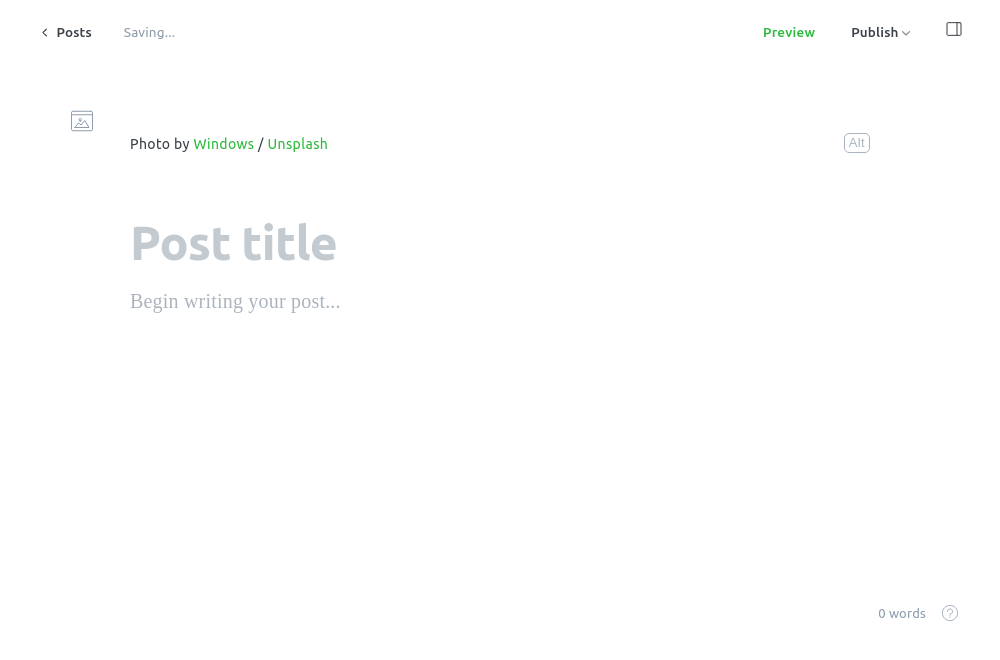 Posts Saving... Preview Publish
Photo by Windows / Unsplash Alt
Post title
Begin writing your post...
0 words ?